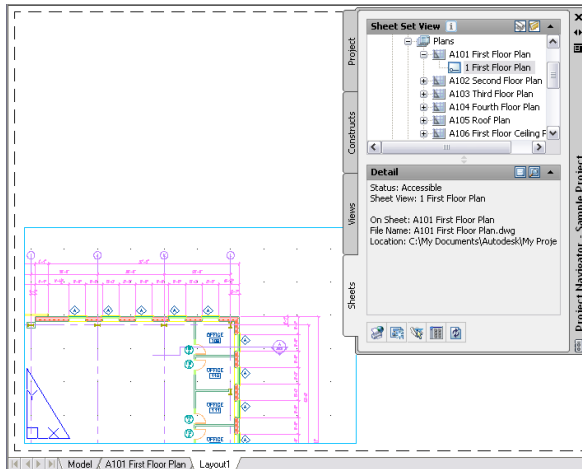 Sheet Set View
Plans
A101 First Floor Plan
1 First Floor Plan
A102 Second Floor Plan
A103 Third Floor Plan
A104 Fourth Floor Plan
A105 Roof Plan
A106 First Floor Ceiling F
Detail
Status: Accessible
Sheet View: 1 First Floor Plan
On Sheet: A101 First Floor Plan
File Name: A101 First Floor Plan.dwg
Location: C:\My Documents\Autodesk\My Proje
Project
Constructs
Views
Sheets
Project Navigator - Sample Project
OFFICE
OFFICE
OFFICE
111
Y
X
Model
A101 First Floor Plan
Layout1